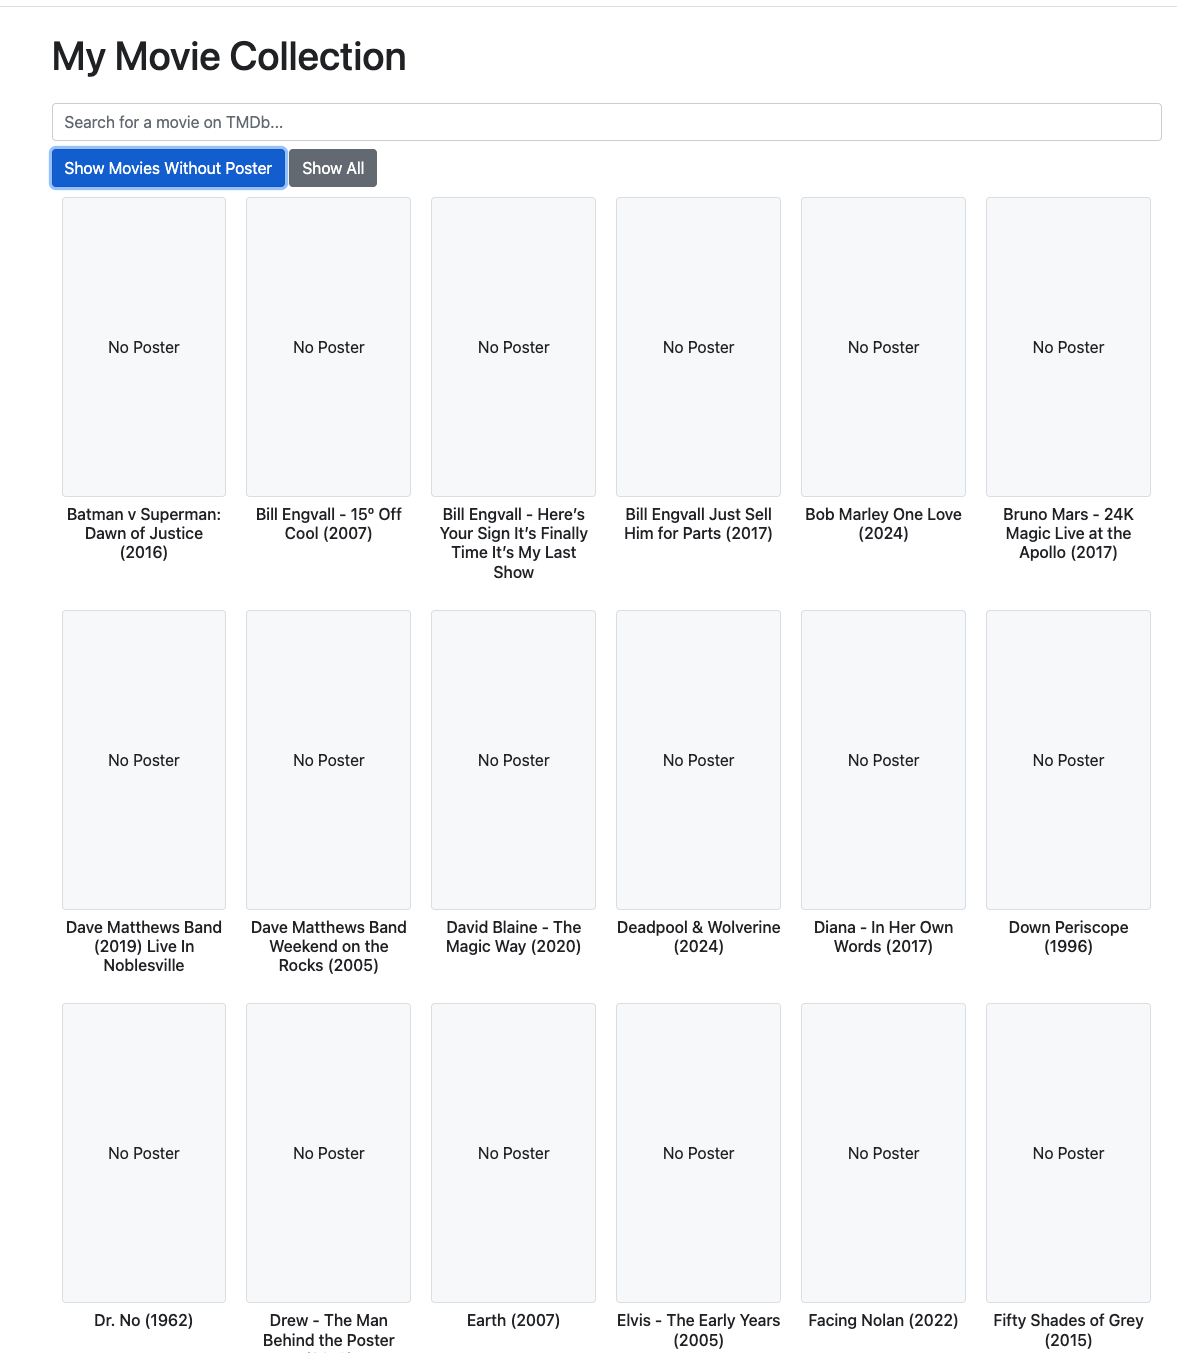 My Movie Collection
Search for a movie on TMDb...
Show Movies Without Poster
Show All
No Poster
No Poster
No Poster
No Poster
No Poster
No Poster
Batman v Superman:
Dawn of Justice
(2016)
Bill Engvall - 15º Off
Cool (2007)
Bill Engvall - Here’s
Your Sign It’s Finally
Time It’s My Last
Show
Bill Engvall Just Sell
Him for Parts (2017)
Bob Marley One Love
(2024)
Bruno Mars - 24K
Magic Live at the
Apollo (2017)
No Poster
No Poster
No Poster
No Poster
No Poster
No Poster
Dave Matthews Band
(2019) Live In
Noblesville
Dave Matthews Band
Weekend on the
Rocks (2005)
David Blaine - The
Magic Way (2020)
Deadpool & Wolverine
(2024)
Diana - In Her Own
Words (2017)
Down Periscope
(1996)
No Poster
No Poster
No Poster
No Poster
No Poster
No Poster
Dr. No (1962)
Drew - The Man
Behind the Poster
Earth (2007)
Elvis - The Early Years
(2005)
Facing Nolan (2022)
Fifty Shades of Grey
(2015)